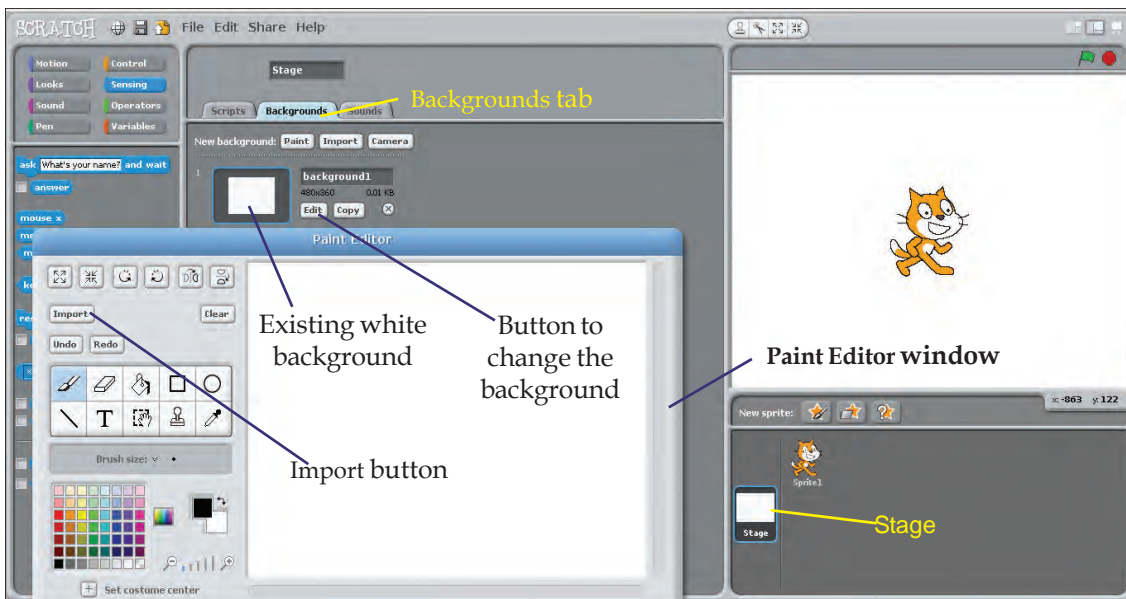 SCRATCH File Edit Share Help
Motion Control
Looks Sensing
Sound Operators
Pen Variables
Stage
Scripts Backgrounds Sounds
Backgrounds tab
New background: Paint Import Camera
1
background1
480x360 0.01 KB
Edit Copy
ask What's your name? and wait
answer
mouse x
Paint Editor
Import Clear
Undo Redo
T
Brush size:
Set costume center
Existing white
background
Button to
change the
background
Import button
Paint Editor window
x: -863 y: 122
New sprite:
Sprite1
Stage
Stage